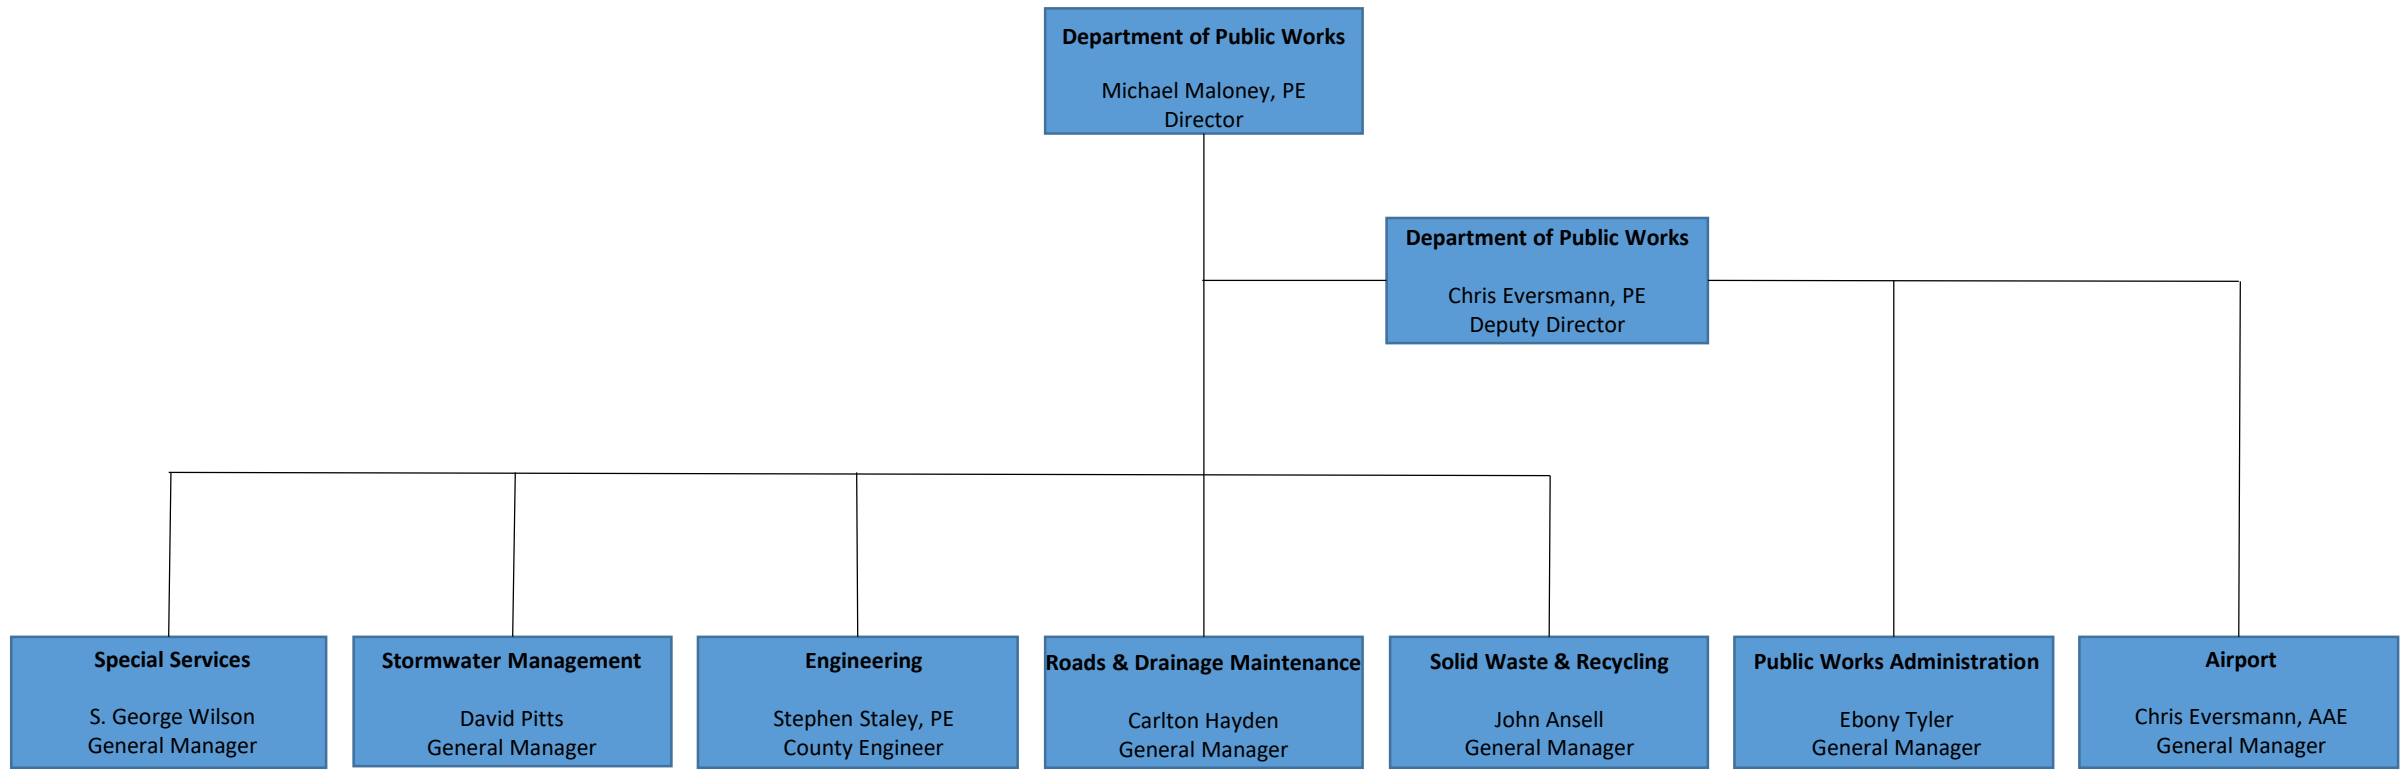 Department of Public Works
Michael Maloney, PE
Director
Department of Public Works
Chris Eversmann, PE
Deputy Director
Special Services
S. George Wilson
General Manager
Stormwater Management
David Pitts
General Manager
Engineering
Stephen Staley, PE
County Engineer
Roads & Drainage Maintenance
Carlton Hayden
General Manager
Solid Waste & Recycling
John Ansell
General Manager
Public Works Administration
Ebony Tyler
General Manager
Airport
Chris Eversmann, AAE
General Manager